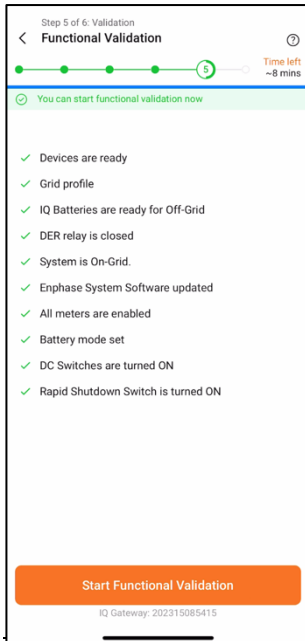 Step 5 of 6: Validation
Functional Validation
5
Time left
~8 mins
You can start functional validation now
Devices are ready
Grid profile
IQ Batteries are ready for Off-Grid
DER relay is closed
System is On-Grid.
Enphase System Software updated
All meters are enabled
Battery mode set
DC Switches are turned ON
Rapid Shutdown Switch is turned ON
Start Functional Validation
IQ Gateway: 202315085415